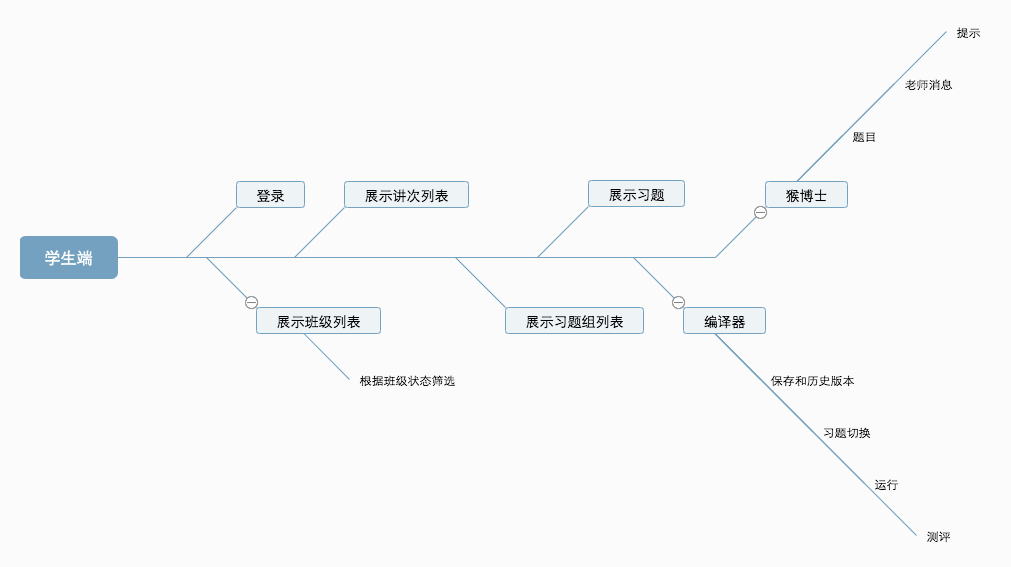 提示
老师消息
题目
登录
展示讲次列表
展示习题
猴博士
学生端
展示班级列表
展示习题组列表
编译器
根据班级状态筛选
保存和历史版本
习题切换
运行
测评